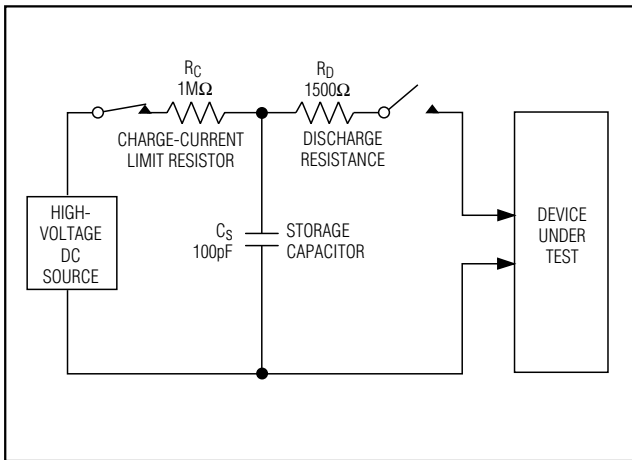 R_C
1MΩ
CHARGE-CURRENT
LIMIT RESISTOR
R_D
1500Ω
DISCHARGE
RESISTANCE
HIGH-
VOLTAGE
DC
SOURCE
C_S
100pF
STORAGE
CAPACITOR
DEVICE
UNDER
TEST